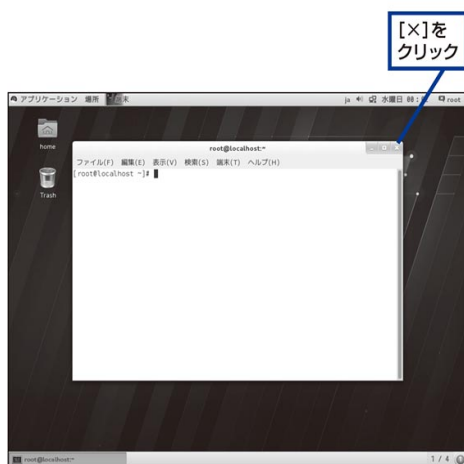 [×]を
クリック
アプリケーション 場所
ja 水曜日 root
home
root@localhost:~
ファイル(F) 編集(E) 表示(V) 検索(S) 端末(T) ヘルプ(H)
[root@localhost ~]#
Trash
root@localhost:~
1 / 4